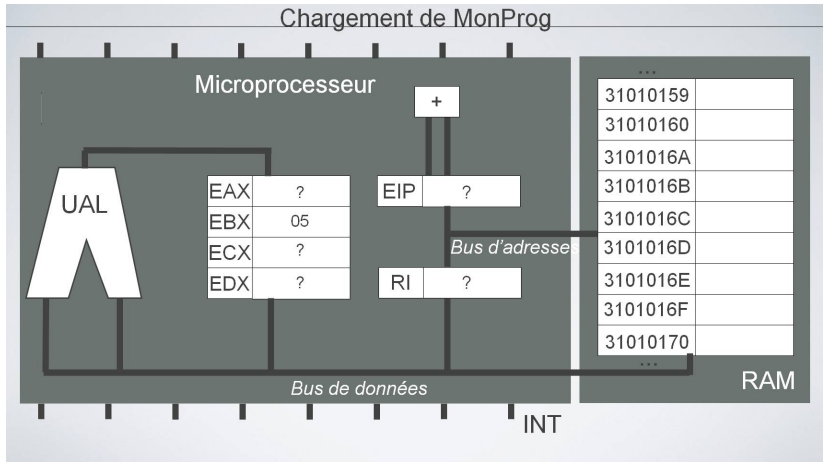 Chargement de MonProg
Microprocesseur
+
UAL
EAX ?
EBX 05
ECX ?
EDX ?
EIP ?
Bus d'adresses
RI ?
Bus de données
...
31010159
31010160
3101016A
3101016B
3101016C
3101016D
3101016E
3101016F
31010170
...
RAM
INT